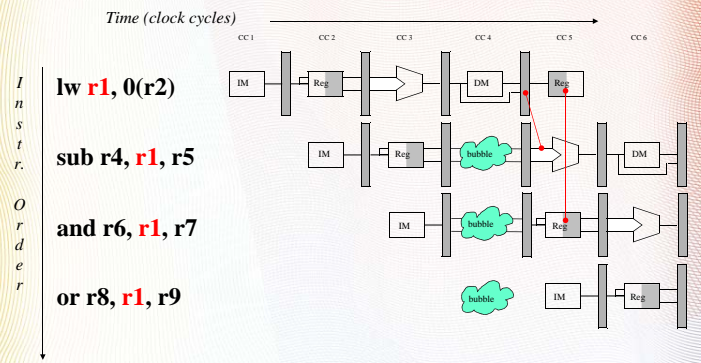 Time (clock cycles)
CC 1 CC 2 CC 3 CC 4 CC 5 CC 6
Instr. Order
lw r1, 0(r2)
IM Reg DM Reg
sub r4, r1, r5
IM Reg bubble DM
and r6, r1, r7
IM bubble Reg
or r8, r1, r9
bubble IM Reg